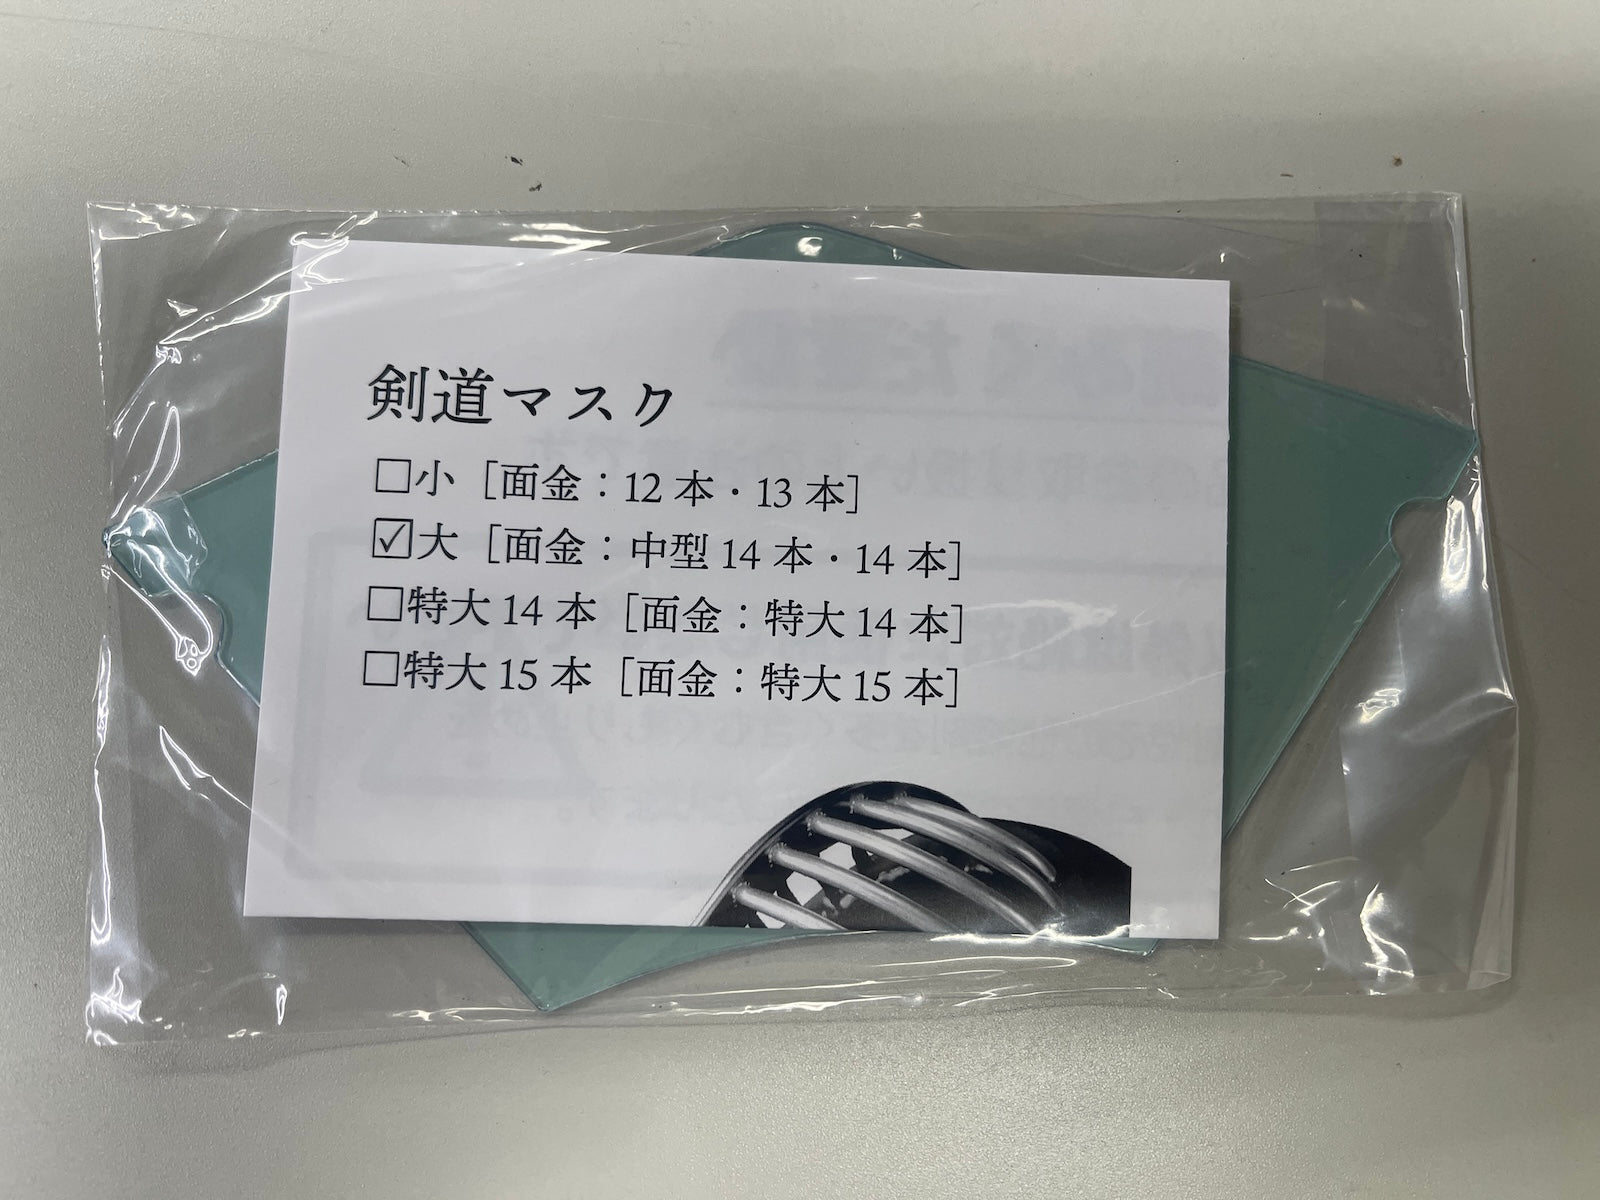 剣道マスク
□小［面金：12 本・13 本］
☑大［面金：中型 14 本・14 本］
□特大 14 本［面金：特大 14 本］
□特大 15 本［面金：特大 15 本］